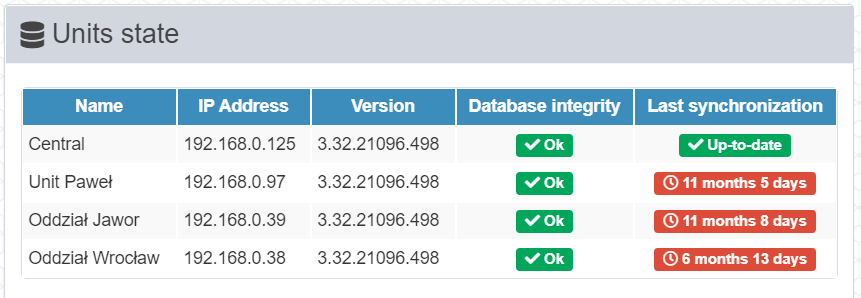 Units state
Name IP Address Version Database integrity Last synchronization
Central 192.168.0.125 3.32.21096.498 Ok Up-to-date
Unit Paweł 192.168.0.97 3.32.21096.498 Ok 11 months 5 days
Oddział Jawor 192.168.0.39 3.32.21096.498 Ok 11 months 8 days
Oddział Wrocław 192.168.0.38 3.32.21096.498 Ok 6 months 13 days